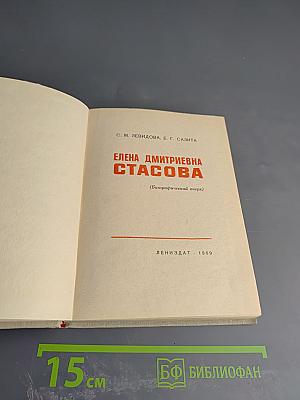 С. М. ЛЕВИДОВА, Е. Г. САЛИТА
ЕЛЕНА ДМИТРИЕВНА
СТАСОВА
(Биографический очерк)
ЛЕНИЗДАТ · 1969
15 см
БФ БИБЛИОФАН